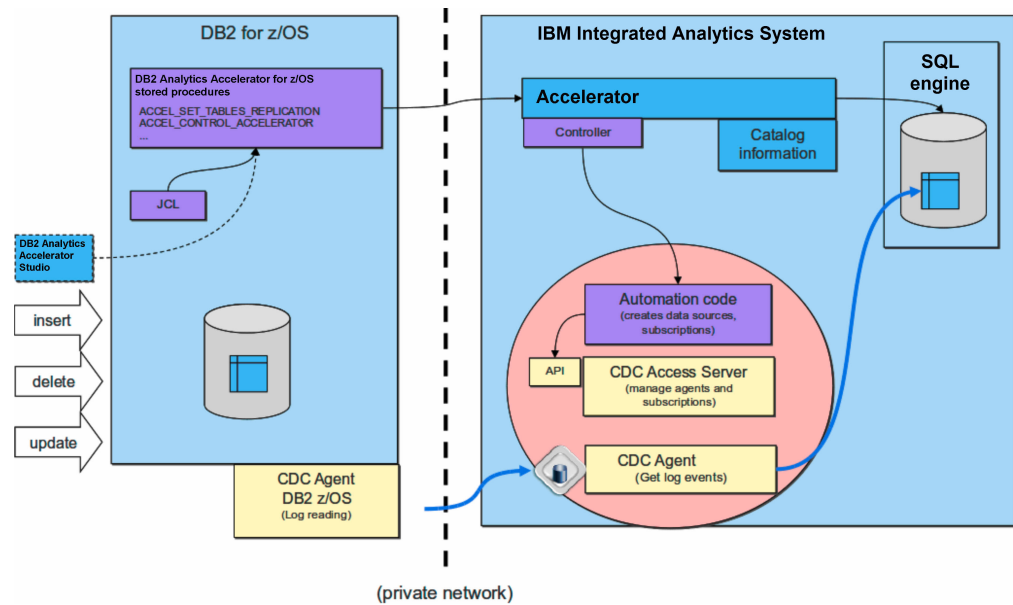 DB2 for z/OS
DB2 Analytics Accelerator for z/OS
stored procedures
ACCEL_SET_TABLES_REPLICATION
ACCEL_CONTROL_ACCELERATOR
...
JCL
DB2 Analytics
Accelerator
Studio
insert
delete
update
CDC Agent
DB2 z/OS
(Log reading)
IBM Integrated Analytics System
Accelerator
Controller
Catalog
information
SQL
engine
Automation code
(creates data sources,
subscriptions)
API
CDC Access Server
(manage agents and
subscriptions)
CDC Agent
(Get log events)
(private network)